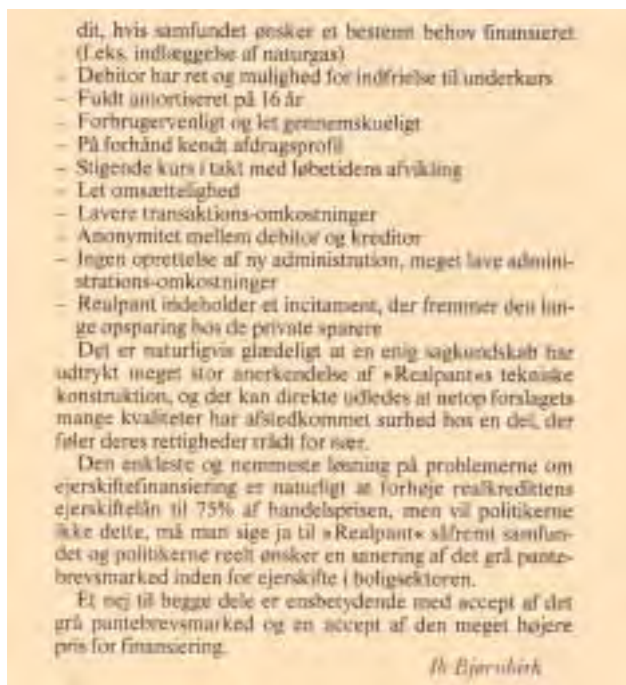 dit, hvis samfundet ønsker et bestemt behov finansieret
(f.eks. indlæggelse af naturgas)
– Debitor har ret og mulighed for indfrielse til underkurs
– Fuldt amortiseret på 16 år
– Forbrugervenligt og let gennemskueligt
– På forhånd kendt afdragsprofil
– Stigende kurs i takt med løbetidens afvikling
– Let omsættelighed
– Lavere transaktions-omkostninger
– Anonymitet mellem debitor og kreditor
– Ingen oprettelse af ny administration, meget lave admini-
strations-omkostninger
– Realpant indeholder et incitament, der fremmer den lan-
ge opsparing hos de private sparere
Det er naturligvis glædeligt at en enig sagkundskab har
udtrykt meget stor anerkendelse af »Realpant«s tekniske
konstruktion, og der kan direkte udledes at netop forslagets
mange kvaliteter har afstedkommet surhed hos en del, der
føler deres rettigheder trådt for nær.
Den enkleste og nemmeste løsning på problemerne om
ejerskiftefinansiering er naturligt at forhøje realkredittens
ejerskiftelån til 75% af handelsprisen, men vil politikerne
ikke dette, må man sige ja til »Realpant« såfremt samfun-
det og politikerne reelt ønsker en sanering af det grå pante-
brevsmarked inden for ejerskifte i boligsektoren.
Et nej til begge dele er ensbetydende med accept af det
grå pantebrevsmarked og en accept af den meget højere
pris for finansiering.
Ib Bjørnbirk